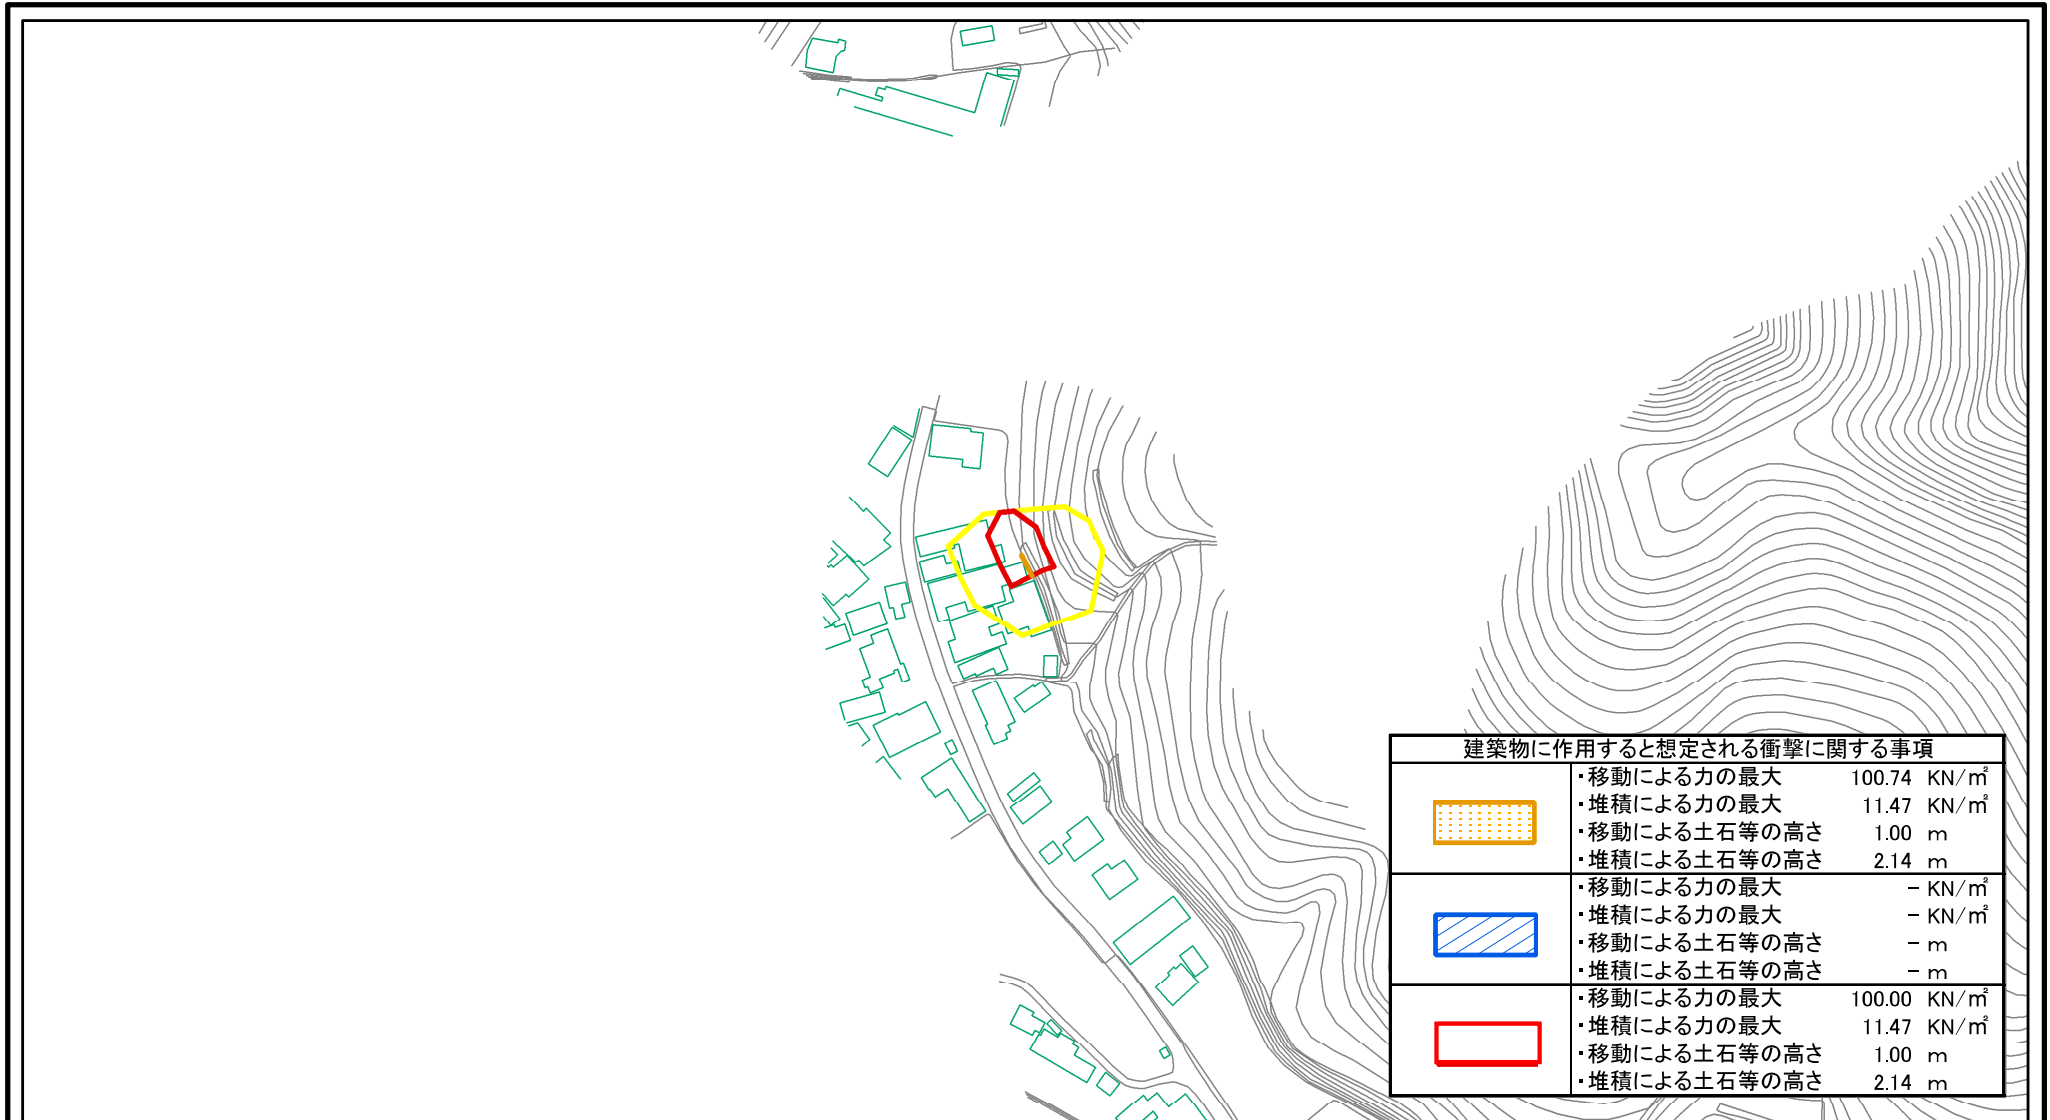 建築物に作用すると想定される衝撃に関する事項
・移動による力の最大 100.74 KN/㎡
・堆積による力の最大 11.47 KN/㎡
・移動による土石等の高さ 1.00 m
・堆積による土石等の高さ 2.14 m
・移動による力の最大 - KN/㎡
・堆積による力の最大 - KN/㎡
・移動による土石等の高さ - m
・堆積による土石等の高さ - m
・移動による力の最大 100.00 KN/㎡
・堆積による力の最大 11.47 KN/㎡
・移動による土石等の高さ 1.00 m
・堆積による土石等の高さ 2.14 m